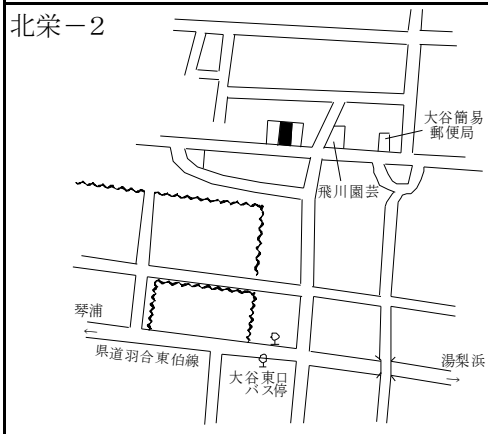 北栄－2
大谷簡易
郵便局
飛川園芸
琴浦
←
県道羽合東伯線
大谷東口
バス停
湯梨浜
→